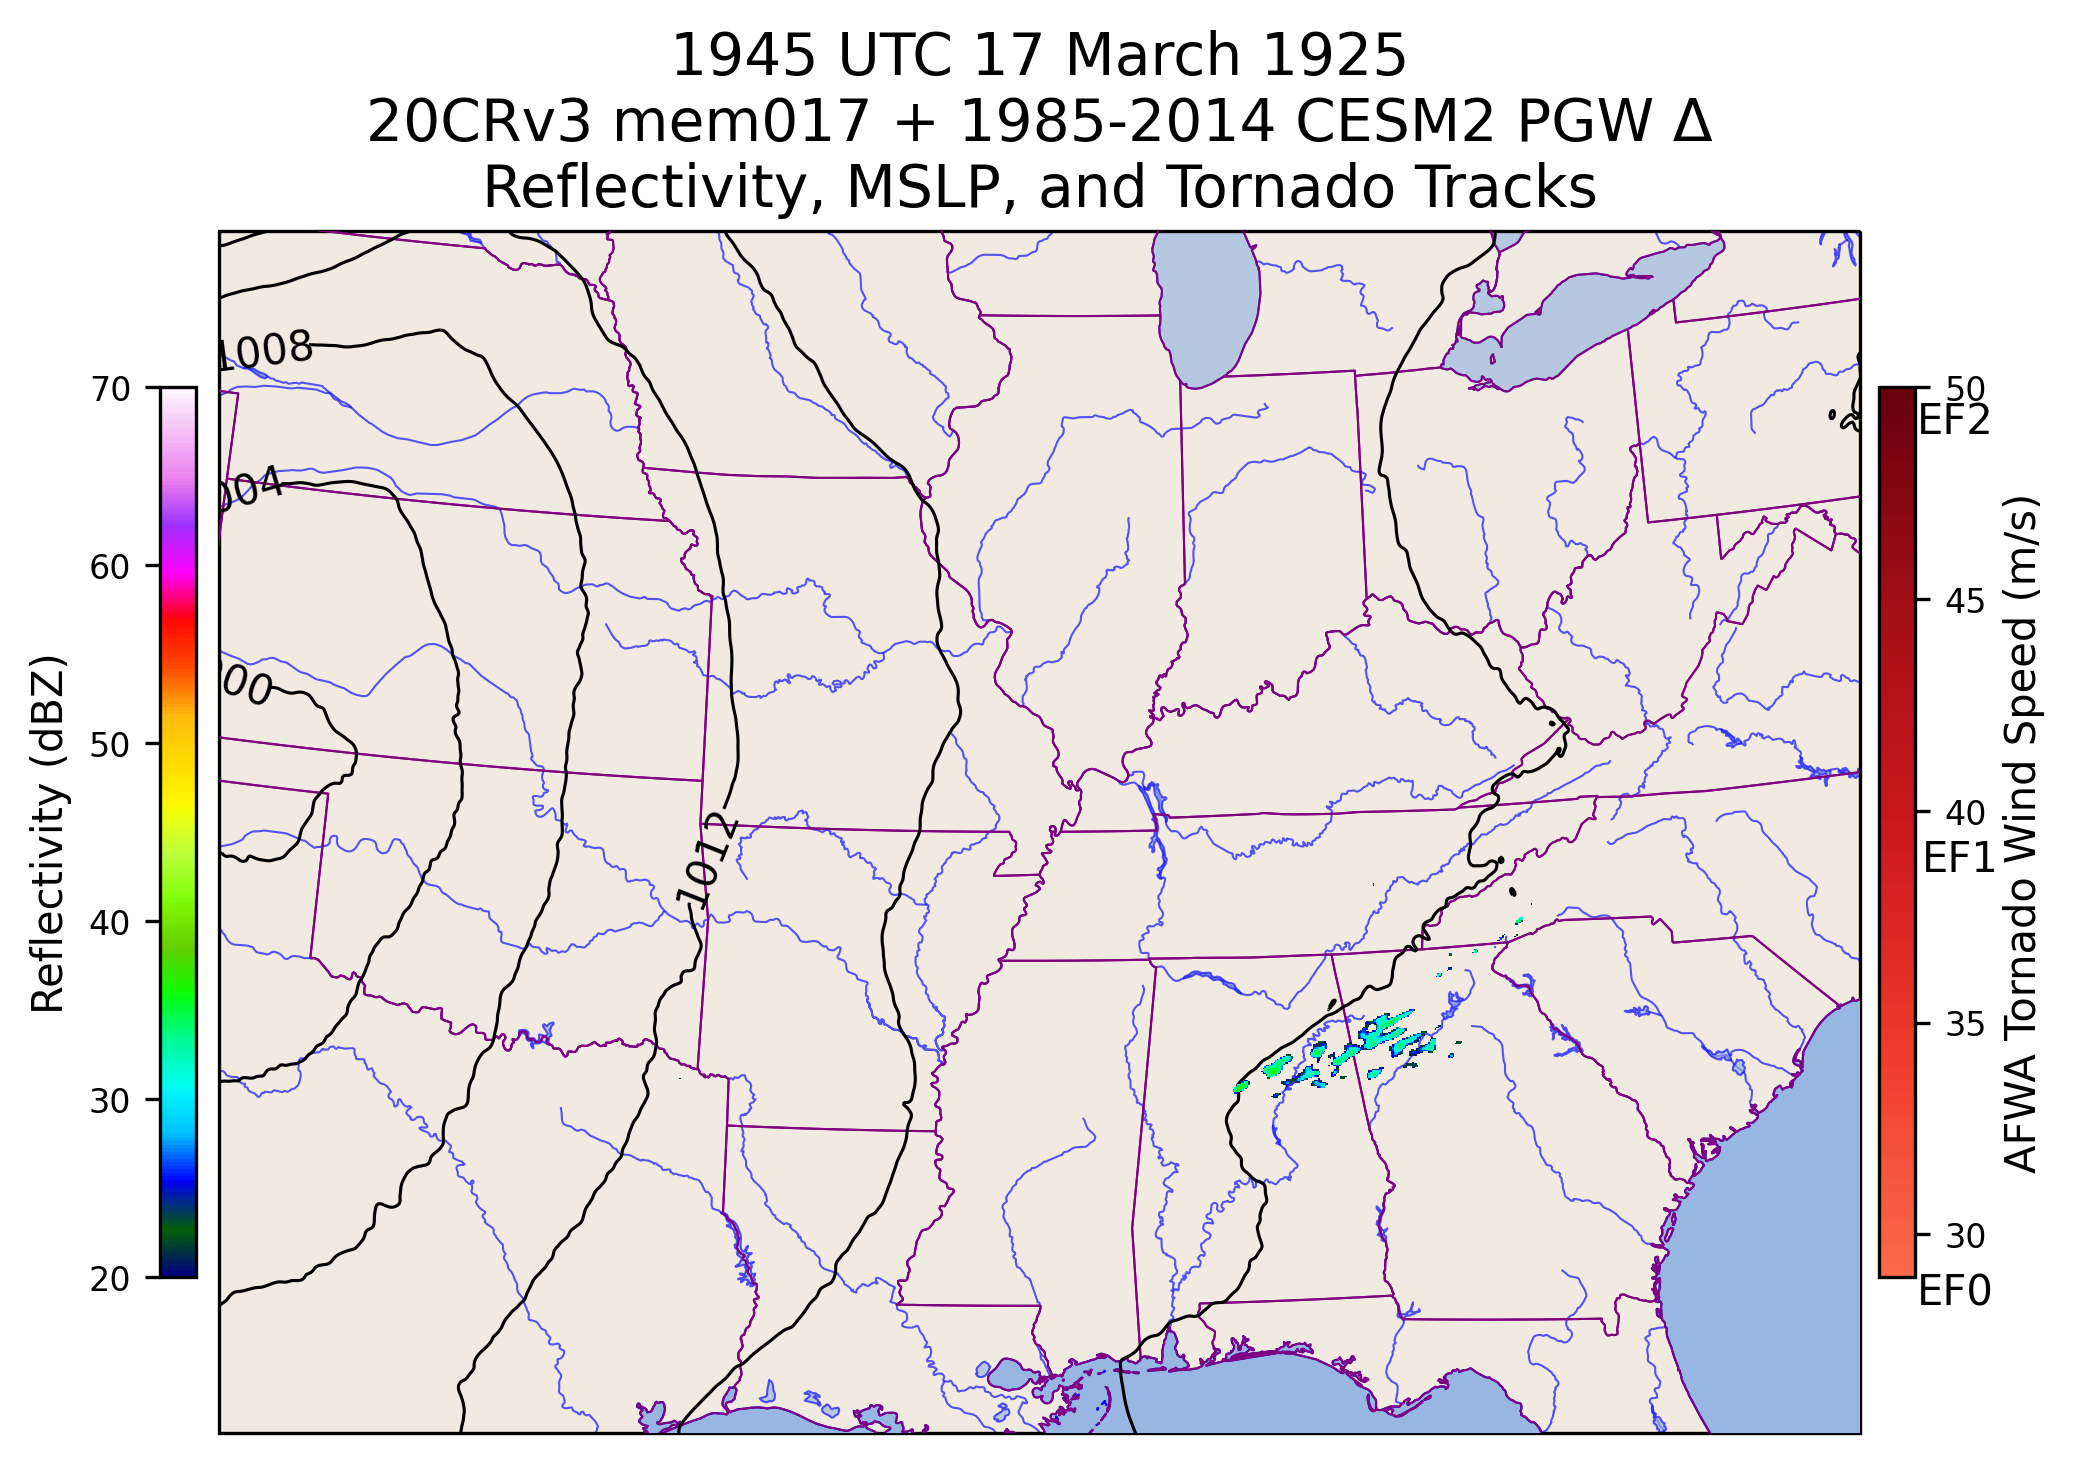 1945 UTC 17 March 1925
20CRv3 mem017 + 1985-2014 CESM2 PGW Δ
Reflectivity, MSLP, and Tornado Tracks
1008
004
00
1012
70
60
50
40
30
20
Reflectivity (dBZ)
50
EF2
45
40
EF1
35
30
EF0
AFWA Tornado Wind Speed (m/s)